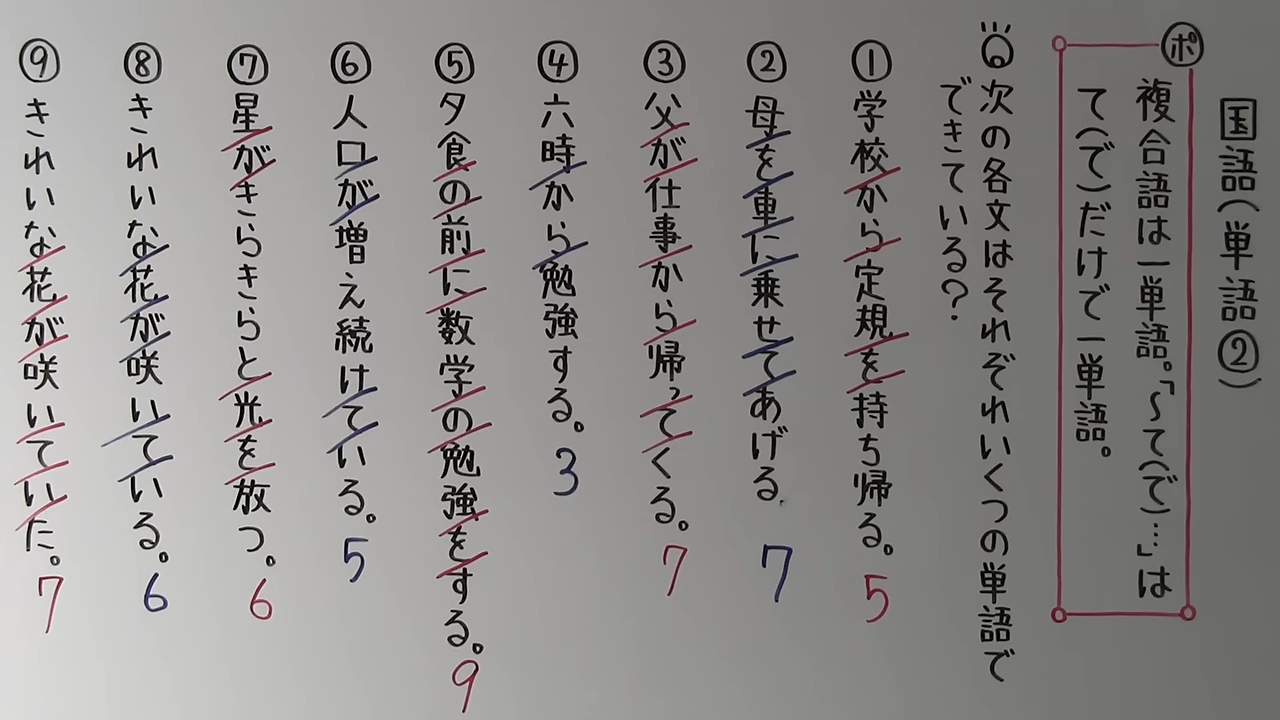 国語(単語②)
ポ
複合語は一単語。「〜て(で)…」は
て(で)だけで一単語。
次の各文はそれぞれいくつの単語で
できている?
①学校から定規を持ち帰る。5
②母を車に乗せてあげる 7
③父が仕事から帰ってくる。7
④六時から勉強する。3
⑤夕食の前に数学の勉強をする。9
⑥人口が増え続けている。5
⑦星がきらきらと光を放つ。6
⑧きれいな花が咲いている。6
⑨きれいな花が咲いていた。7